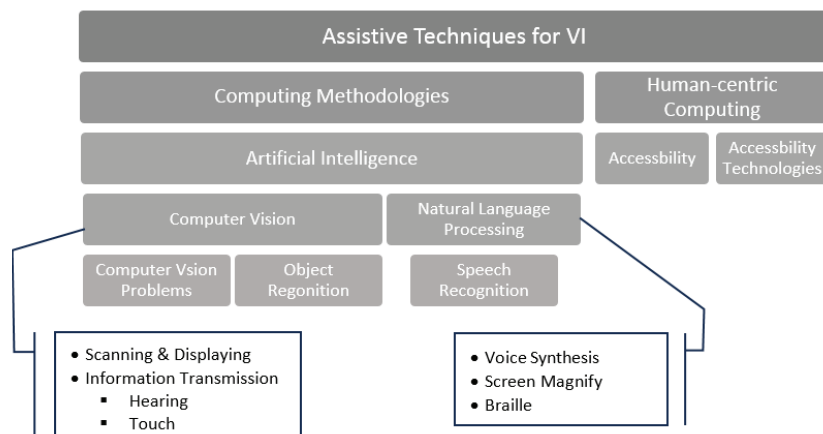 Assistive Techniques for VI
Computing Methodologies
Human-centric
Computing
Artificial Intelligence
Accessbility
Accessbility
Technologies
Computer Vision
Natural Language
Processing
Computer Vsion
Problems
Object
Regonition
Speech
Recognition
• Scanning & Displaying
• Information Transmission
▪ Hearing
▪ Touch
• Voice Synthesis
• Screen Magnify
• Braille